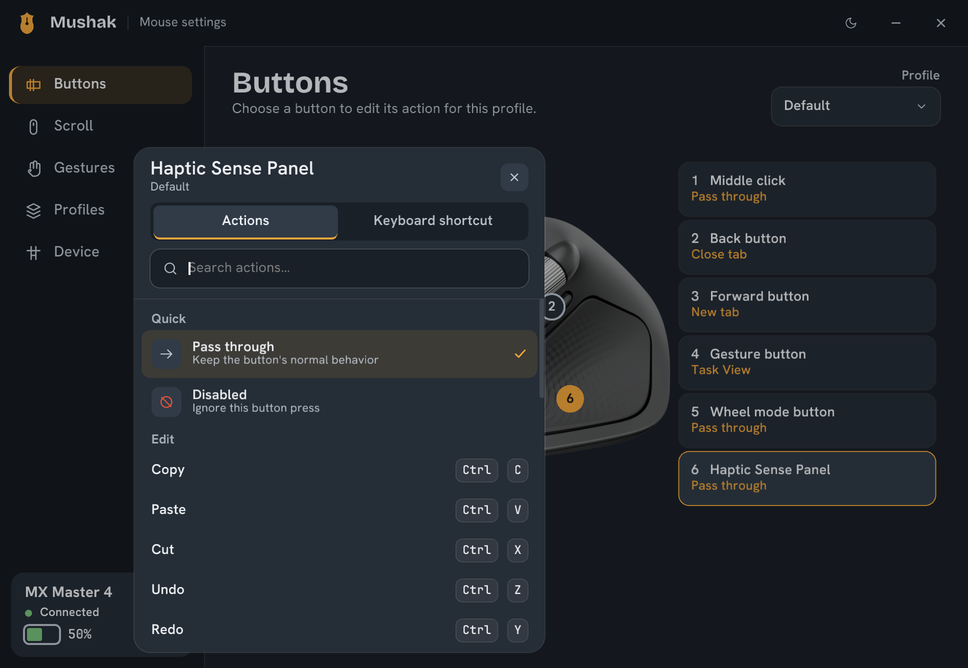 Mushak
Mouse settings
Buttons
Scroll
Gestures
Profiles
Device
MX Master 4
Connected
50%
Buttons
Choose a button to edit its action for this profile.
Profile
Default
Haptic Sense Panel
Default
Actions
Keyboard shortcut
Search actions...
Quick
Pass through
Keep the button's normal behavior
Disabled
Ignore this button press
Edit
Copy Ctrl C
Paste Ctrl V
Cut Ctrl X
Undo Ctrl Z
Redo Ctrl Y
2
6
1 Middle click
Pass through
2 Back button
Close tab
3 Forward button
New tab
4 Gesture button
Task View
5 Wheel mode button
Pass through
6 Haptic Sense Panel
Pass through